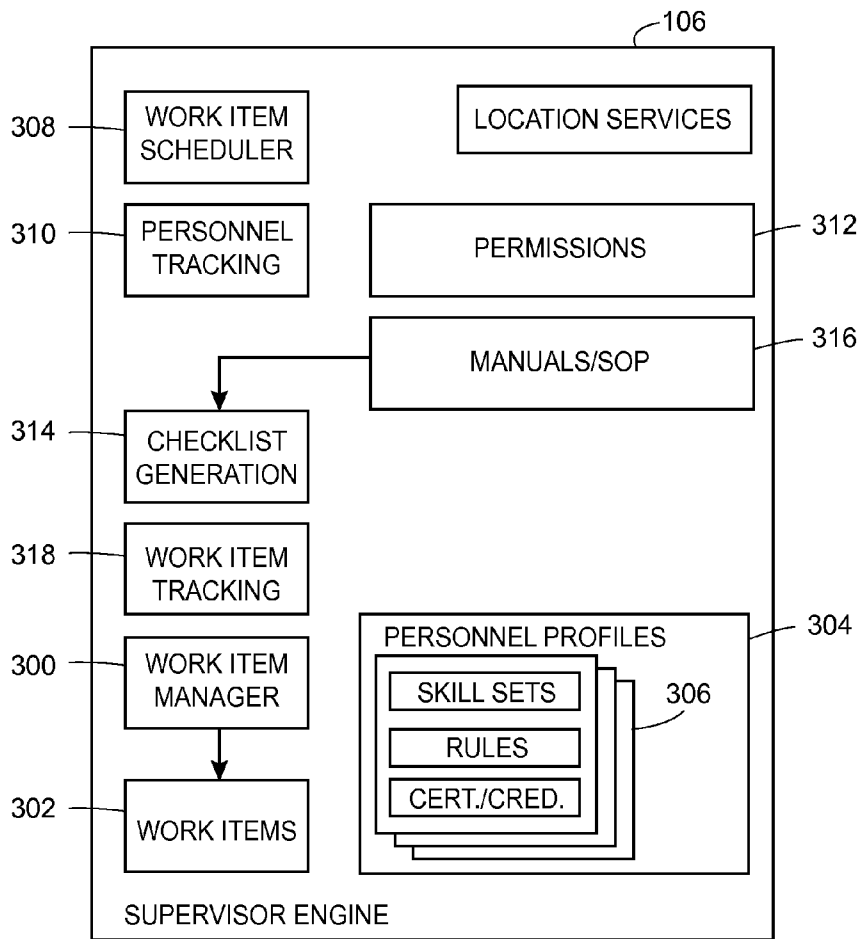 106
308
WORK ITEM
SCHEDULER
LOCATION SERVICES
310
PERSONNEL
TRACKING
PERMISSIONS
312
MANUALS/SOP
316
314
CHECKLIST
GENERATION
318
WORK ITEM
TRACKING
300
WORK ITEM
MANAGER
302
WORK ITEMS
PERSONNEL PROFILES
304
SKILL SETS
306
RULES
CERT./CRED.
SUPERVISOR ENGINE